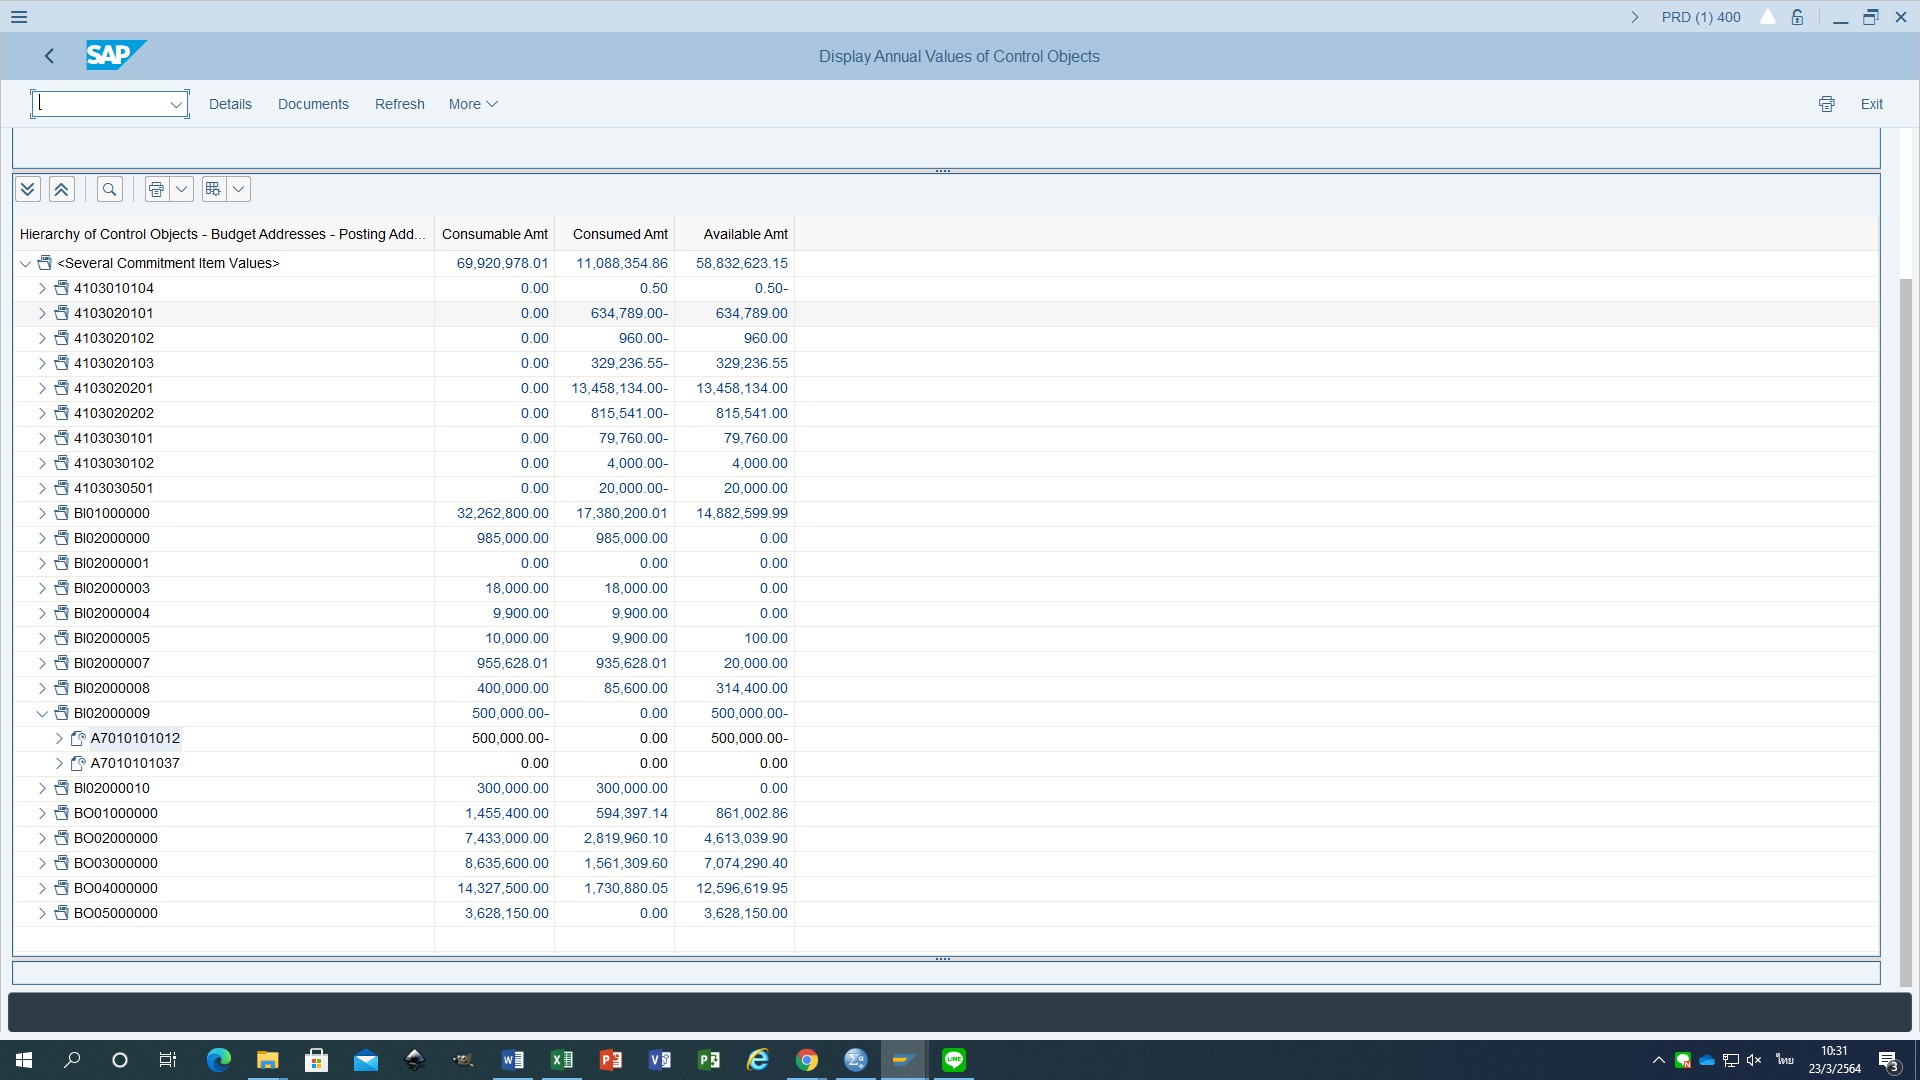 PRD (1) 400
SAP
Display Annual Values of Control Objects
Details Documents Refresh More Exit
Hierarchy of Control Objects - Budget Addresses - Posting Add... Consumable Amt Consumed Amt Available Amt
<Several Commitment Item Values> 69,920,978.01 11,088,354.86 58,832,623.15
4103010104 0.00 0.50 0.50-
4103020101 0.00 634,789.00- 634,789.00
4103020102 0.00 960.00- 960.00
4103020103 0.00 329,236.55- 329,236.55
4103020201 0.00 13,458,134.00- 13,458,134.00
4103020202 0.00 815,541.00- 815,541.00
4103030101 0.00 79,760.00- 79,760.00
4103030102 0.00 4,000.00- 4,000.00
4103030501 0.00 20,000.00- 20,000.00
BI01000000 32,262,800.00 17,380,200.01 14,882,599.99
BI02000000 985,000.00 985,000.00 0.00
BI02000001 0.00 0.00 0.00
BI02000003 18,000.00 18,000.00 0.00
BI02000004 9,900.00 9,900.00 0.00
BI02000005 10,000.00 9,900.00 100.00
BI02000007 955,628.01 935,628.01 20,000.00
BI02000008 400,000.00 85,600.00 314,400.00
BI02000009 500,000.00- 0.00 500,000.00-
A7010101012 500,000.00- 0.00 500,000.00-
A7010101037 0.00 0.00 0.00
BI02000010 300,000.00 300,000.00 0.00
BO01000000 1,455,400.00 594,397.14 861,002.86
BO02000000 7,433,000.00 2,819,960.10 4,613,039.90
BO03000000 8,635,600.00 1,561,309.60 7,074,290.40
BO04000000 14,327,500.00 1,730,880.05 12,596,619.95
BO05000000 3,628,150.00 0.00 3,628,150.00
ไทย 10:31
23/3/2564 3